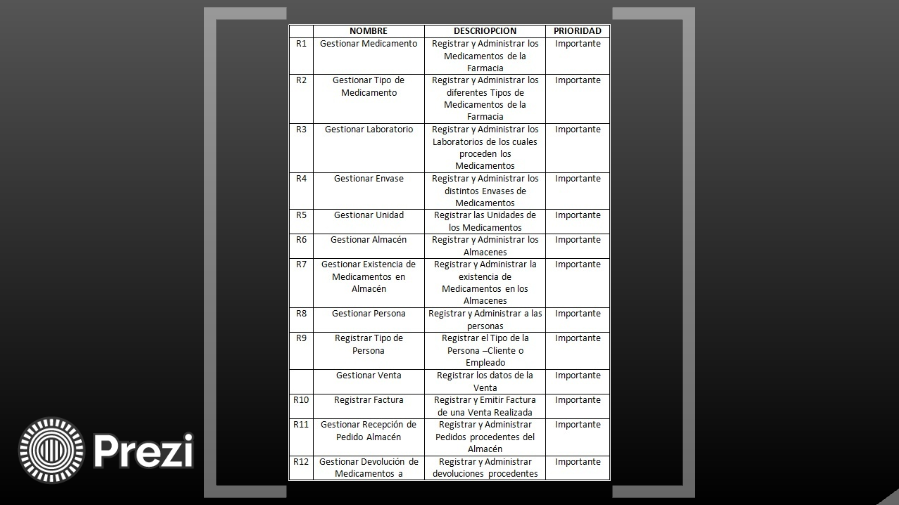 NOMBRE DESCRIOPCION PRIORIDAD
R1 Gestionar Medicamento Registrar y Administrar los Importante
Medicamentos de la
Farmacia
R2 Gestionar Tipo de Registrar y Administrar los Importante
Medicamento diferentes Tipos de
Medicamentos de la
Farmacia
R3 Gestionar Laboratorio Registrar y Administrar los Importante
Laboratorios de los cuales
proceden los
Medicamentos
R4 Gestionar Envase Registrar y Administrar los Importante
distintos Envases de
Medicamentos
R5 Gestionar Unidad Registrar las Unidades de Importante
los Medicamentos
R6 Gestionar Almacén Registrar y Administrar los Importante
Almacenes
R7 Gestionar Existencia de Registrar y Administrar la Importante
Medicamentos en existencia de
Almacén Medicamentos en los
Almacenes
R8 Gestionar Persona Registrar y Administrar a las Importante
personas
R9 Registrar Tipo de Registrar el Tipo de la Importante
Persona Persona –Cliente o
Empleado
Gestionar Venta Registrar los datos de la Importante
Venta
R10 Registrar Factura Registrar y Emitir Factura Importante
de una Venta Realizada
R11 Gestionar Recepción de Registrar y Administrar Importante
Pedido Almacén Pedidos procedentes del
Almacén
R12 Gestionar Devolución de Registrar y Administrar Importante
Medicamentos a devoluciones procedentes
Prezi